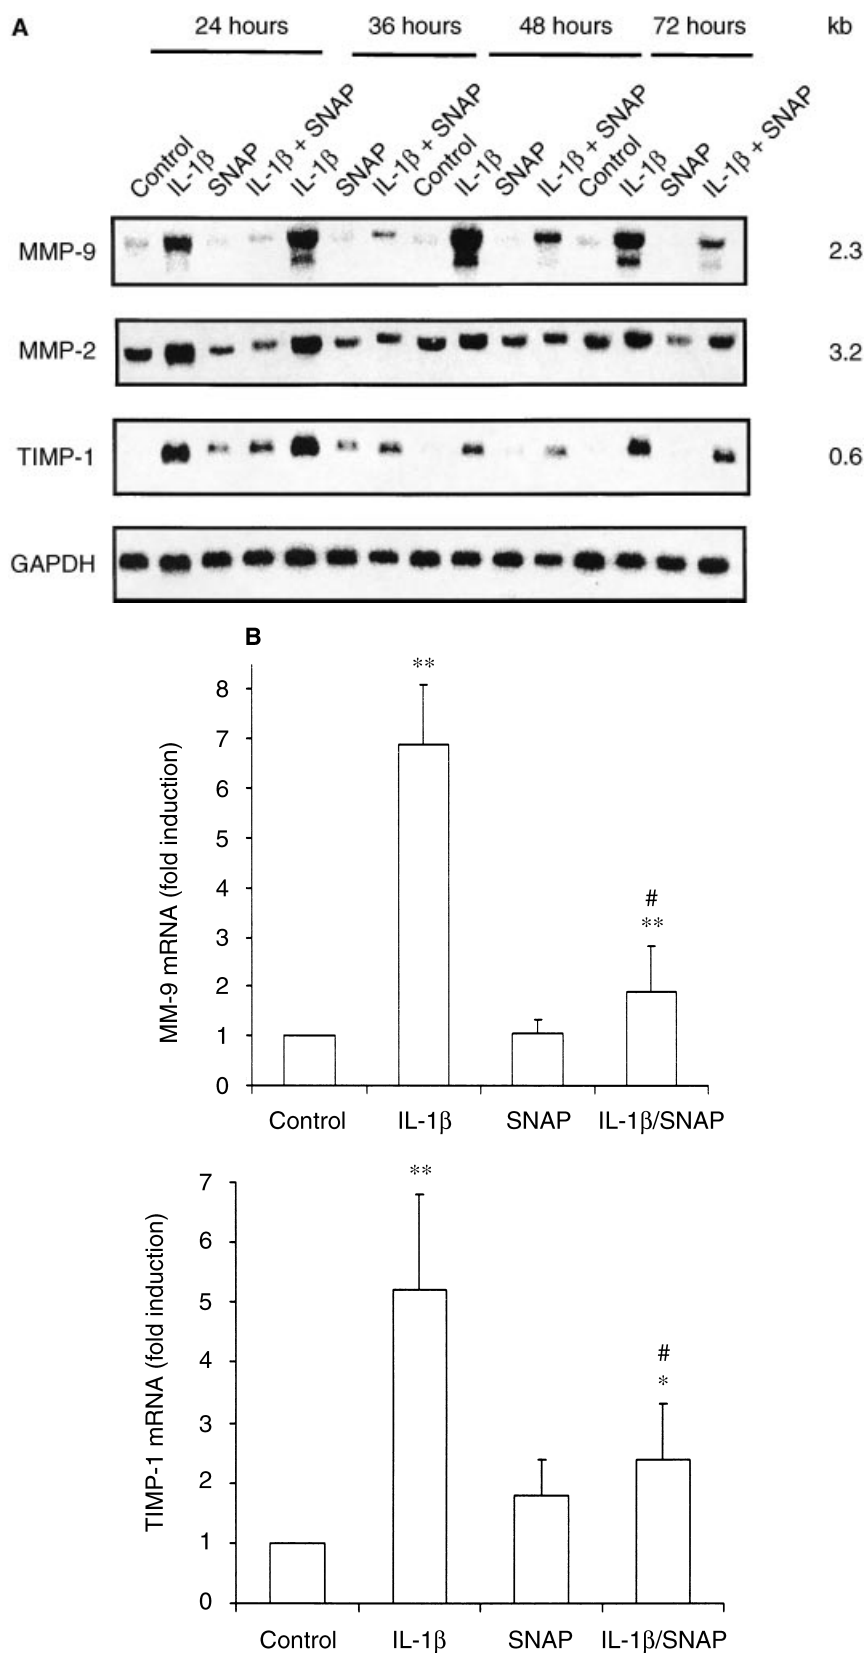 A
24 hours 36 hours 48 hours 72 hours kb
Control IL-1β SNAP IL-1β + SNAP IL-1β SNAP IL-1β + SNAP Control IL-1β SNAP IL-1β + SNAP Control IL-1β SNAP IL-1β + SNAP
MMP-9 2.3
MMP-2 3.2
TIMP-1 0.6
GAPDH
B
MM-9 mRNA (fold induction)
8
7
6
5
4
3
2
1
0
**
#
**
Control IL-1β SNAP IL-1β/SNAP
TIMP-1 mRNA (fold induction)
7
6
5
4
3
2
1
0
**
#
*
Control IL-1β SNAP IL-1β/SNAP